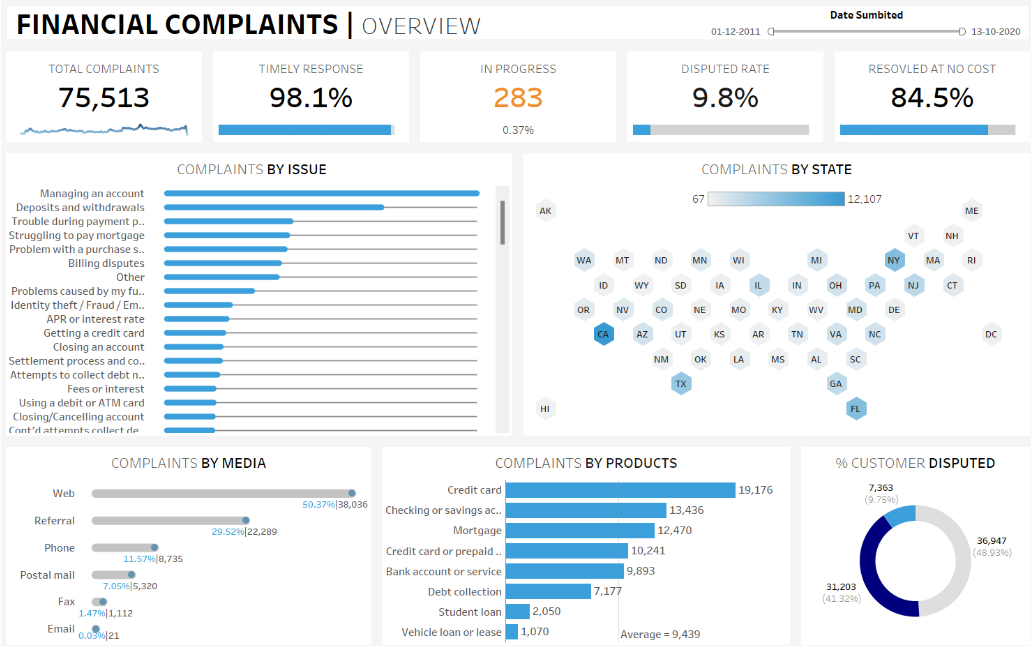 FINANCIAL COMPLAINTS | OVERVIEW
Date Sumbited
01-12-2011 13-10-2020
TOTAL COMPLAINTS
75,513
TIMELY RESPONSE
98.1%
IN PROGRESS
283
0.37%
DISPUTED RATE
9.8%
RESOVLED AT NO COST
84.5%
COMPLAINTS BY ISSUE
Managing an account
Deposits and withdrawals
Trouble during payment p..
Struggling to pay mortgage
Problem with a purchase s..
Billing disputes
Other
Problems caused by my fu..
Identity theft / Fraud / Em..
APR or interest rate
Getting a credit card
Closing an account
Settlement process and co..
Attempts to collect debt n..
Fees or interest
Using a debit or ATM card
Closing/Cancelling account
Cont'd attempts collect de..
COMPLAINTS BY STATE
67 12,107
AK ME
VT NH
WA MT ND MN WI MI NY MA RI
ID WY SD IA IL IN OH PA NJ CT
OR NV CO NE MO KY WV MD DE
CA AZ UT KS AR TN VA NC DC
NM OK LA MS AL SC
TX GA
HI FL
COMPLAINTS BY MEDIA
Web
50.37%|38,036
Referral
29.52%|22,289
Phone
11.57%|8,735
Postal mail
7.05%|5,320
Fax
1.47%|1,112
Email
0.03%|21
COMPLAINTS BY PRODUCTS
Credit card 19,176
Checking or savings ac.. 13,436
Mortgage 12,470
Credit card or prepaid .. 10,241
Bank account or service 9,893
Debt collection 7,177
Student loan 2,050
Vehicle loan or lease 1,070
Average = 9,439
% CUSTOMER DISPUTED
7,363
(9.75%)
36,947
(48.93%)
31,203
(41.32%)